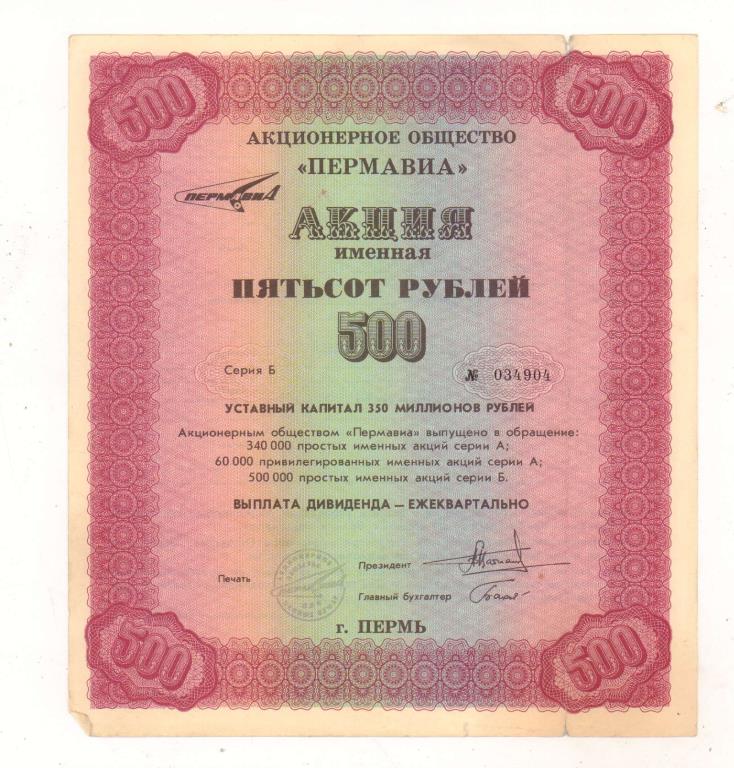 500 500
АКЦИОНЕРНОЕ ОБЩЕСТВО
«ПЕРМАВИА»
ПЕРМАВИА
АКЦИЯ
именная
ПЯТЬСОТ РУБЛЕЙ
500
Серия Б № 034904
УСТАВНЫЙ КАПИТАЛ 350 МИЛЛИОНОВ РУБЛЕЙ
Акционерным обществом «Пермавиа» выпущено в обращение:
340 000 простых именных акций серии А;
60 000 привилегированных именных акций серии А;
500 000 простых именных акций серии Б.
ВЫПЛАТА ДИВИДЕНДА — ЕЖЕКВАРТАЛЬНО
Печать
Президент
Главный бухгалтер
г. ПЕРМЬ
500 500